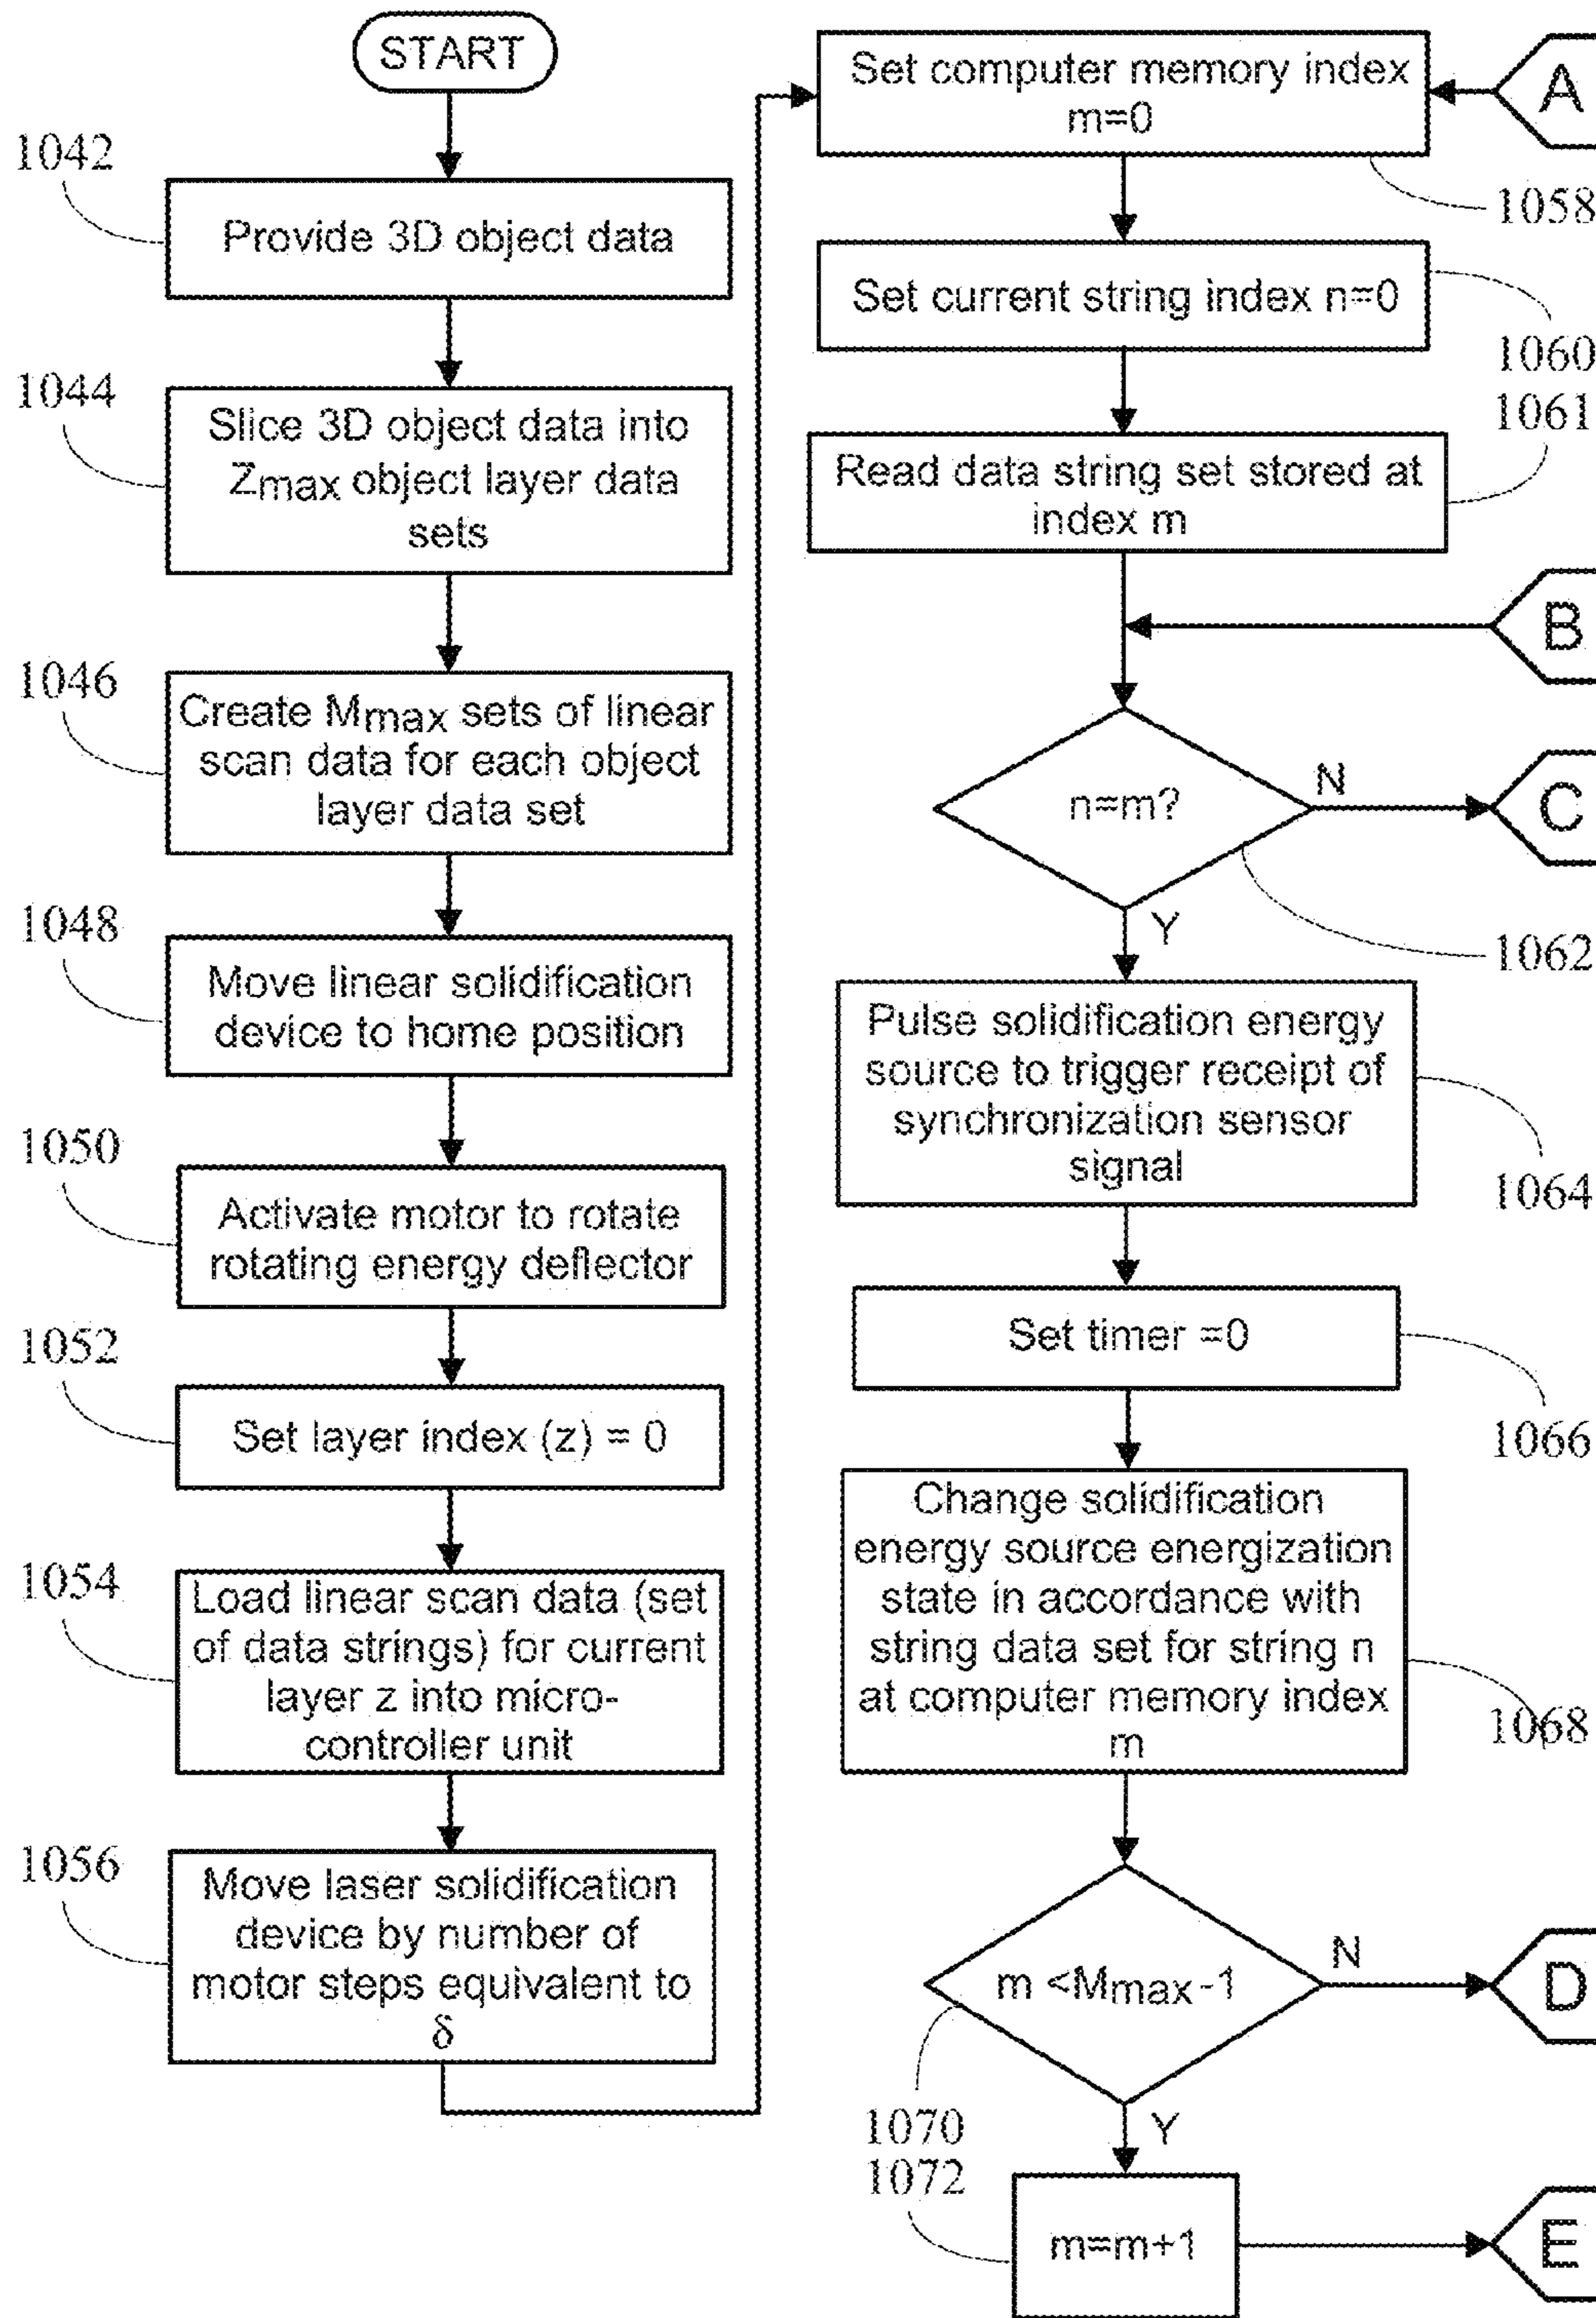 START
1042
Provide 3D object data
1044
Slice 3D object data into
Zmax object layer data
sets
1046
Create Mmax sets of linear
scan data for each object
layer data set
1048
Move linear solidification
device to home position
1050
Activate motor to rotate
rotating energy deflector
1052
Set layer index (z) = 0
1054
Load linear scan data (set
of data strings) for current
layer z into micro-
controller unit
1056
Move laser solidification
device by number of
motor steps equivalent to
δ
Set computer memory index
m=0
A
1058
Set current string index n=0
1060
1061
Read data string set stored at
index m
B
n=m?
N
C
Y
1062
Pulse solidification energy
source to trigger receipt of
synchronization sensor
signal
1064
Set timer =0
1066
Change solidification
energy source energization
state in accordance with
string data set for string n
at computer memory index
m
1068
m <Mmax-1
N
D
1070
Y
1072
m=m+1
E